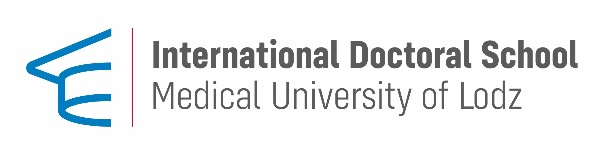 International Doctoral School
Medical University of Lodz